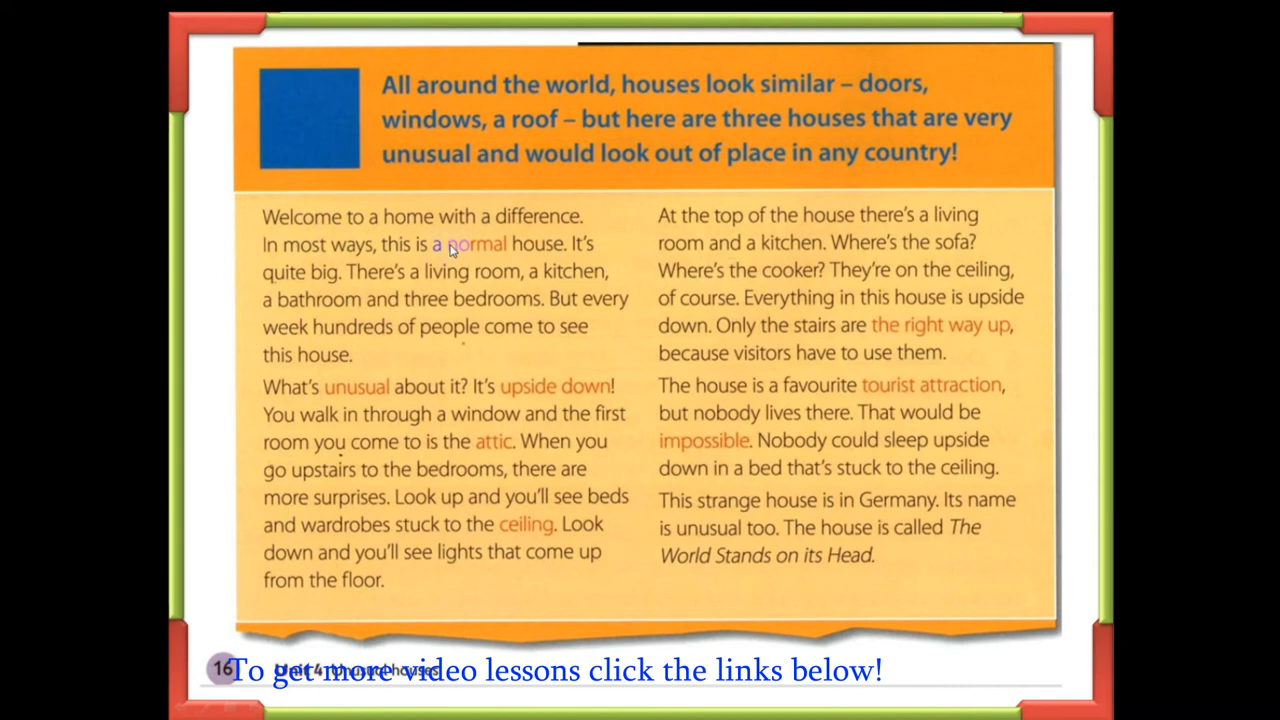 All around the world, houses look similar – doors,
windows, a roof – but here are three houses that are very
unusual and would look out of place in any country!
Welcome to a home with a difference.
In most ways, this is a normal house. It's
quite big. There's a living room, a kitchen,
a bathroom and three bedrooms. But every
week hundreds of people come to see
this house.
What's unusual about it? It's upside down!
You walk in through a window and the first
room you come to is the attic. When you
go upstairs to the bedrooms, there are
more surprises. Look up and you'll see beds
and wardrobes stuck to the ceiling. Look
down and you'll see lights that come up
from the floor.
At the top of the house there's a living
room and a kitchen. Where's the sofa?
Where's the cooker? They're on the ceiling,
of course. Everything in this house is upside
down. Only the stairs are the right way up,
because visitors have to use them.
The house is a favourite tourist attraction,
but nobody lives there. That would be
impossible. Nobody could sleep upside
down in a bed that's stuck to the ceiling.
This strange house is in Germany. Its name
is unusual too. The house is called The
World Stands on its Head.
16 Unit 4 Unusual houses
To get more video lessons click the links below!